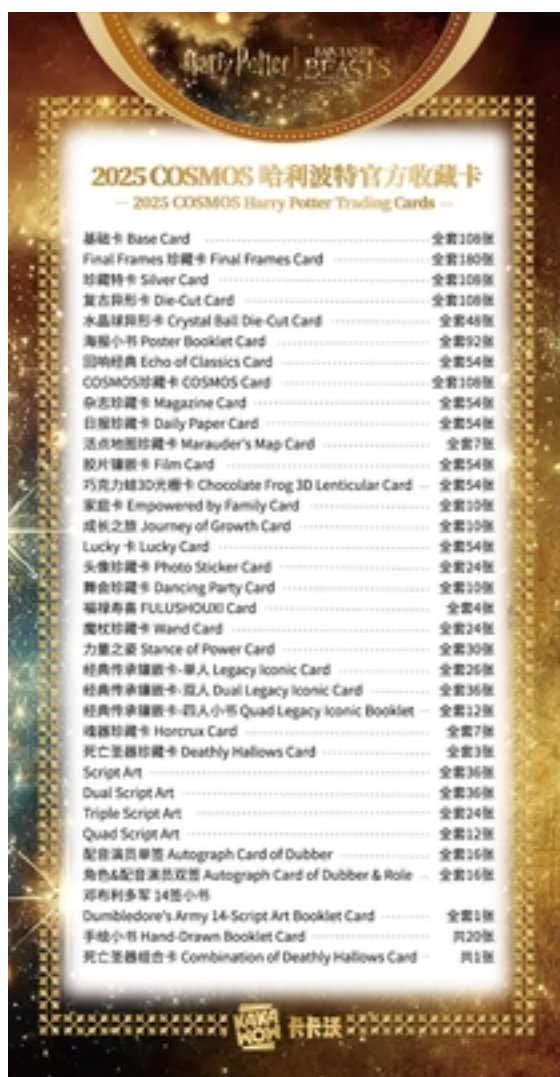 Harry Potter FANTASTIC BEASTS
2025 COSMOS 哈利波特官方收藏卡
2025 COSMOS Harry Potter Trading Cards
基础卡 Base Card 全套108张
Final Frames 珍藏卡 Final Frames Card 全套180张
珍藏特卡 Silver Card 全套108张
复古异形卡 Die-Cut Card 全套108张
水晶球异形卡 Crystal Ball Die-Cut Card 全套48张
海报小书 Poster Booklet Card 全套92张
回响经典 Echo of Classics Card 全套54张
COSMOS珍藏卡 COSMOS Card 全套108张
杂志珍藏卡 Magazine Card 全套54张
日报珍藏卡 Daily Paper Card 全套54张
活点地图珍藏卡 Marauder's Map Card 全套7张
胶片镶嵌卡 Film Card 全套54张
巧克力蛙3D光栅卡 Chocolate Frog 3D Lenticular Card 全套54张
家庭卡 Empowered by Family Card 全套10张
成长之旅 Journey of Growth Card 全套10张
Lucky 卡 Lucky Card 全套54张
头像珍藏卡 Photo Sticker Card 全套24张
舞会珍藏卡 Dancing Party Card 全套10张
福禄寿喜 FULUSHOUXI Card 全套4张
魔杖珍藏卡 Wand Card 全套24张
力量之姿 Stance of Power Card 全套30张
经典传承镶嵌卡-单人 Legacy Iconic Card 全套26张
经典传承镶嵌卡-双人 Dual Legacy Iconic Card 全套36张
经典传承镶嵌卡-四人小书 Quad Legacy Iconic Booklet 全套12张
魂器珍藏卡 Horcrux Card 全套7张
死亡圣器珍藏卡 Deathly Hallows Card 全套3张
Script Art 全套36张
Dual Script Art 全套36张
Triple Script Art 全套24张
Quad Script Art 全套12张
配音演员单签 Autograph Card of Dubber 全套16张
角色&配音演员双签 Autograph Card of Dubber & Role 全套16张
邓布利多军 14签小书
Dumbledore's Army 14-Script Art Booklet Card 全套1张
手绘小书 Hand-Drawn Booklet Card 共20张
死亡圣器组合卡 Combination of Deathly Hallows Card 共1张
KAKAWOW 卡卡沃